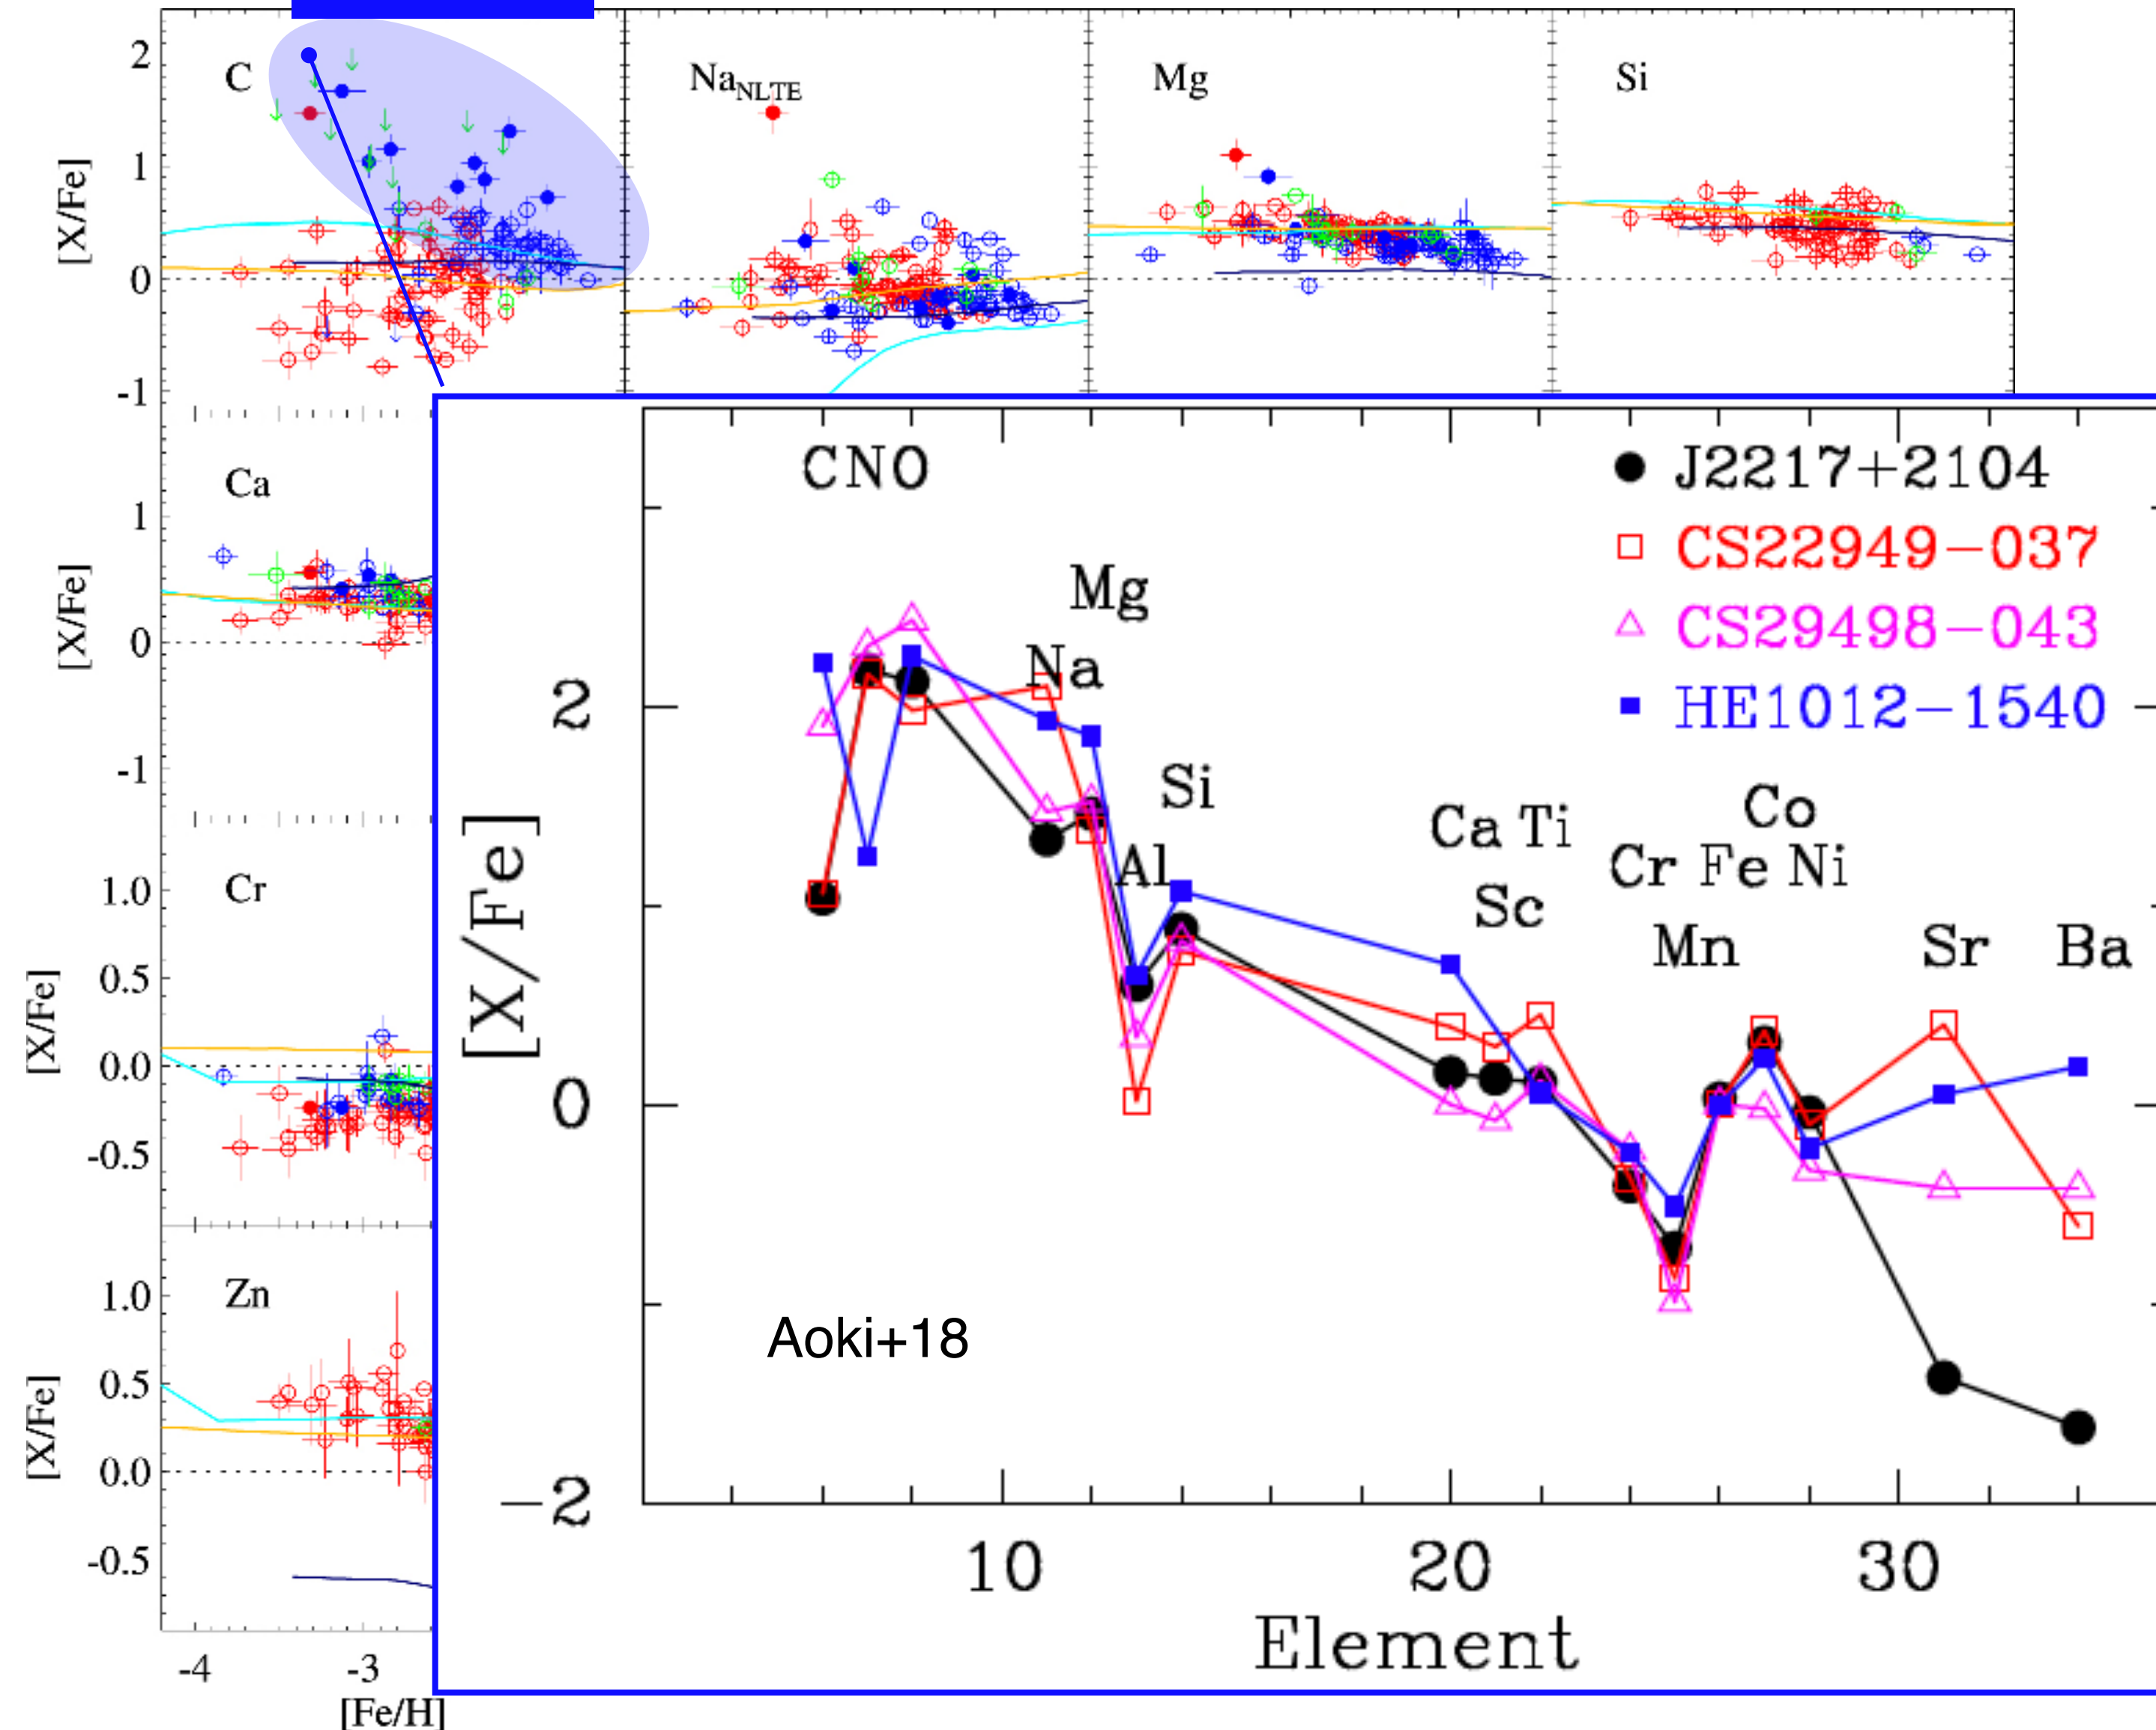 2
1
0
-1
[X/Fe]
C
Na_NLTE
Mg
Si
Ca
1
0
-1
[X/Fe]
Cr
1.0
0.5
0.0
-0.5
[X/Fe]
Zn
1.0
0.5
0.0
-0.5
[X/Fe]
-4 -3
[Fe/H]
CNO
Mg
Na
Si
Al
Ca Ti
Sc
Co
Cr Fe Ni
Mn
Sr
Ba
J2217+2104
CS22949−037
CS29498−043
HE1012−1540
2
0
−2
[X/Fe]
Aoki+18
10 20 30
Element